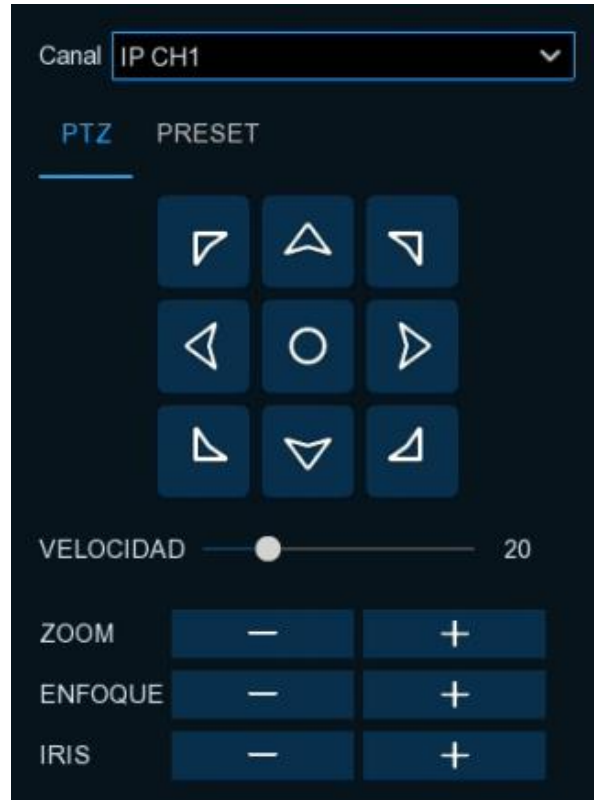 Canal IP CH1
PTZ PRESET
VELOCIDAD 20
ZOOM − +
ENFOQUE − +
IRIS − +